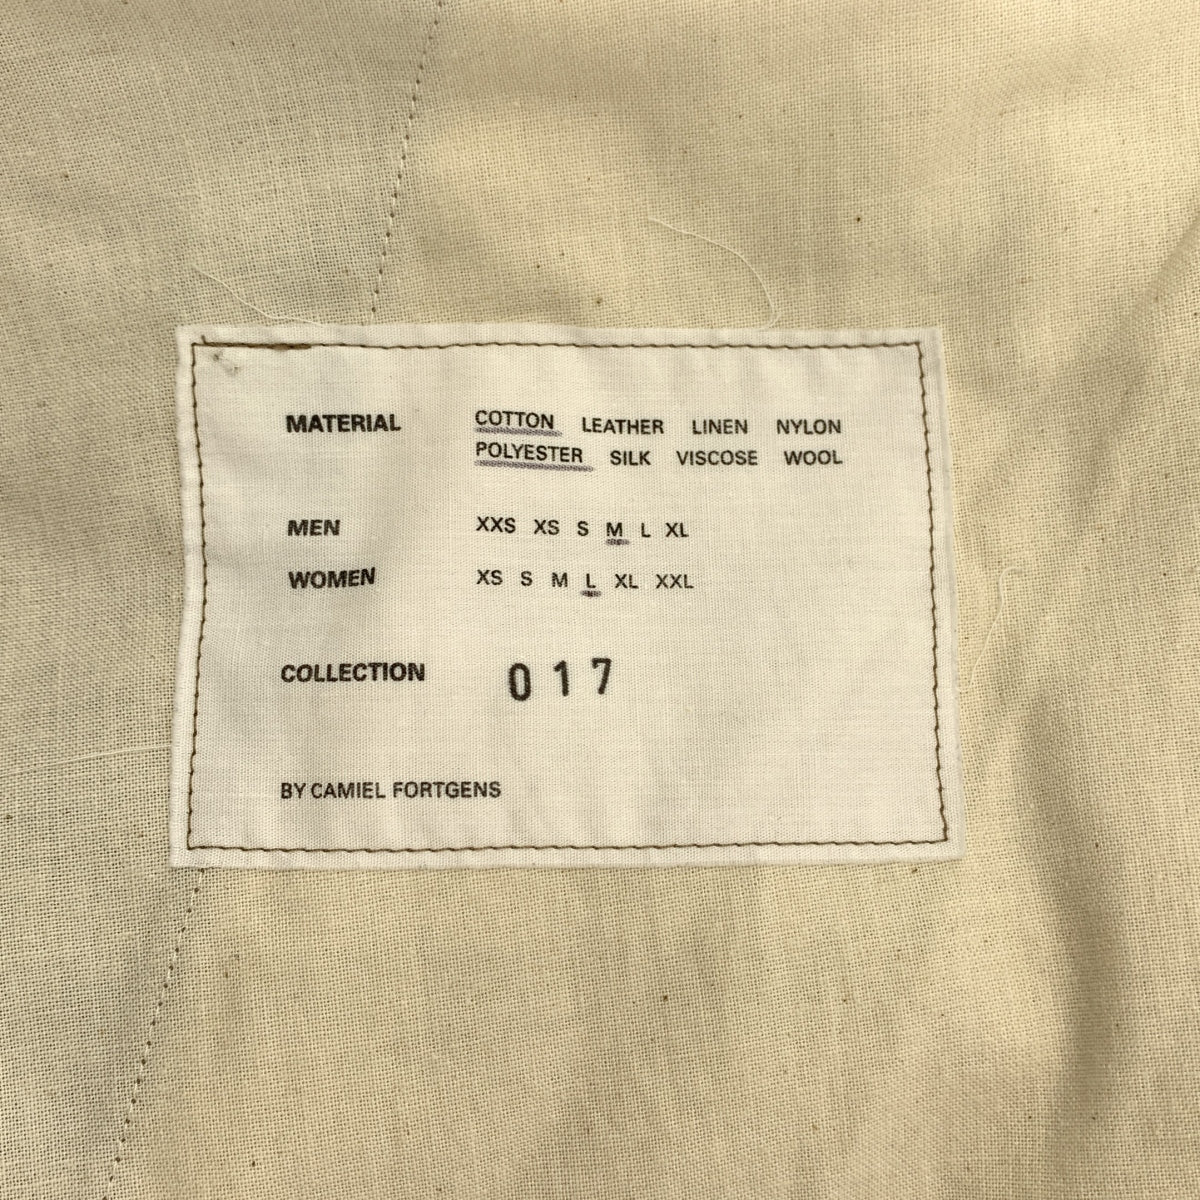 MATERIAL COTTON LEATHER LINEN NYLON
POLYESTER SILK VISCOSE WOOL
MEN XXS XS S M L XL
WOMEN XS S M L XL XXL
COLLECTION 017
BY CAMIEL FORTGENS